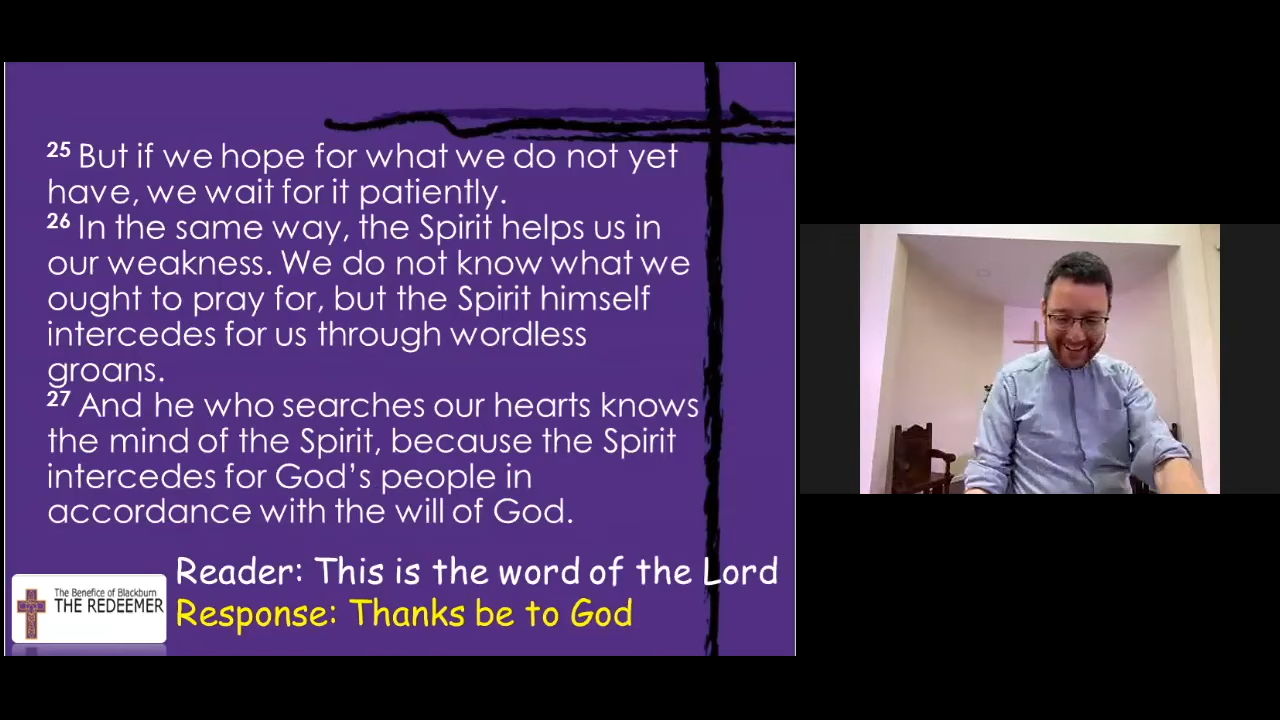 25 But if we hope for what we do not yet
have, we wait for it patiently.
26 In the same way, the Spirit helps us in
our weakness. We do not know what we
ought to pray for, but the Spirit himself
intercedes for us through wordless
groans.
27 And he who searches our hearts knows
the mind of the Spirit, because the Spirit
intercedes for God’s people in
accordance with the will of God.
Reader: This is the word of the Lord
Response: Thanks be to God
The Benefice of Blackburn
THE REDEEMER